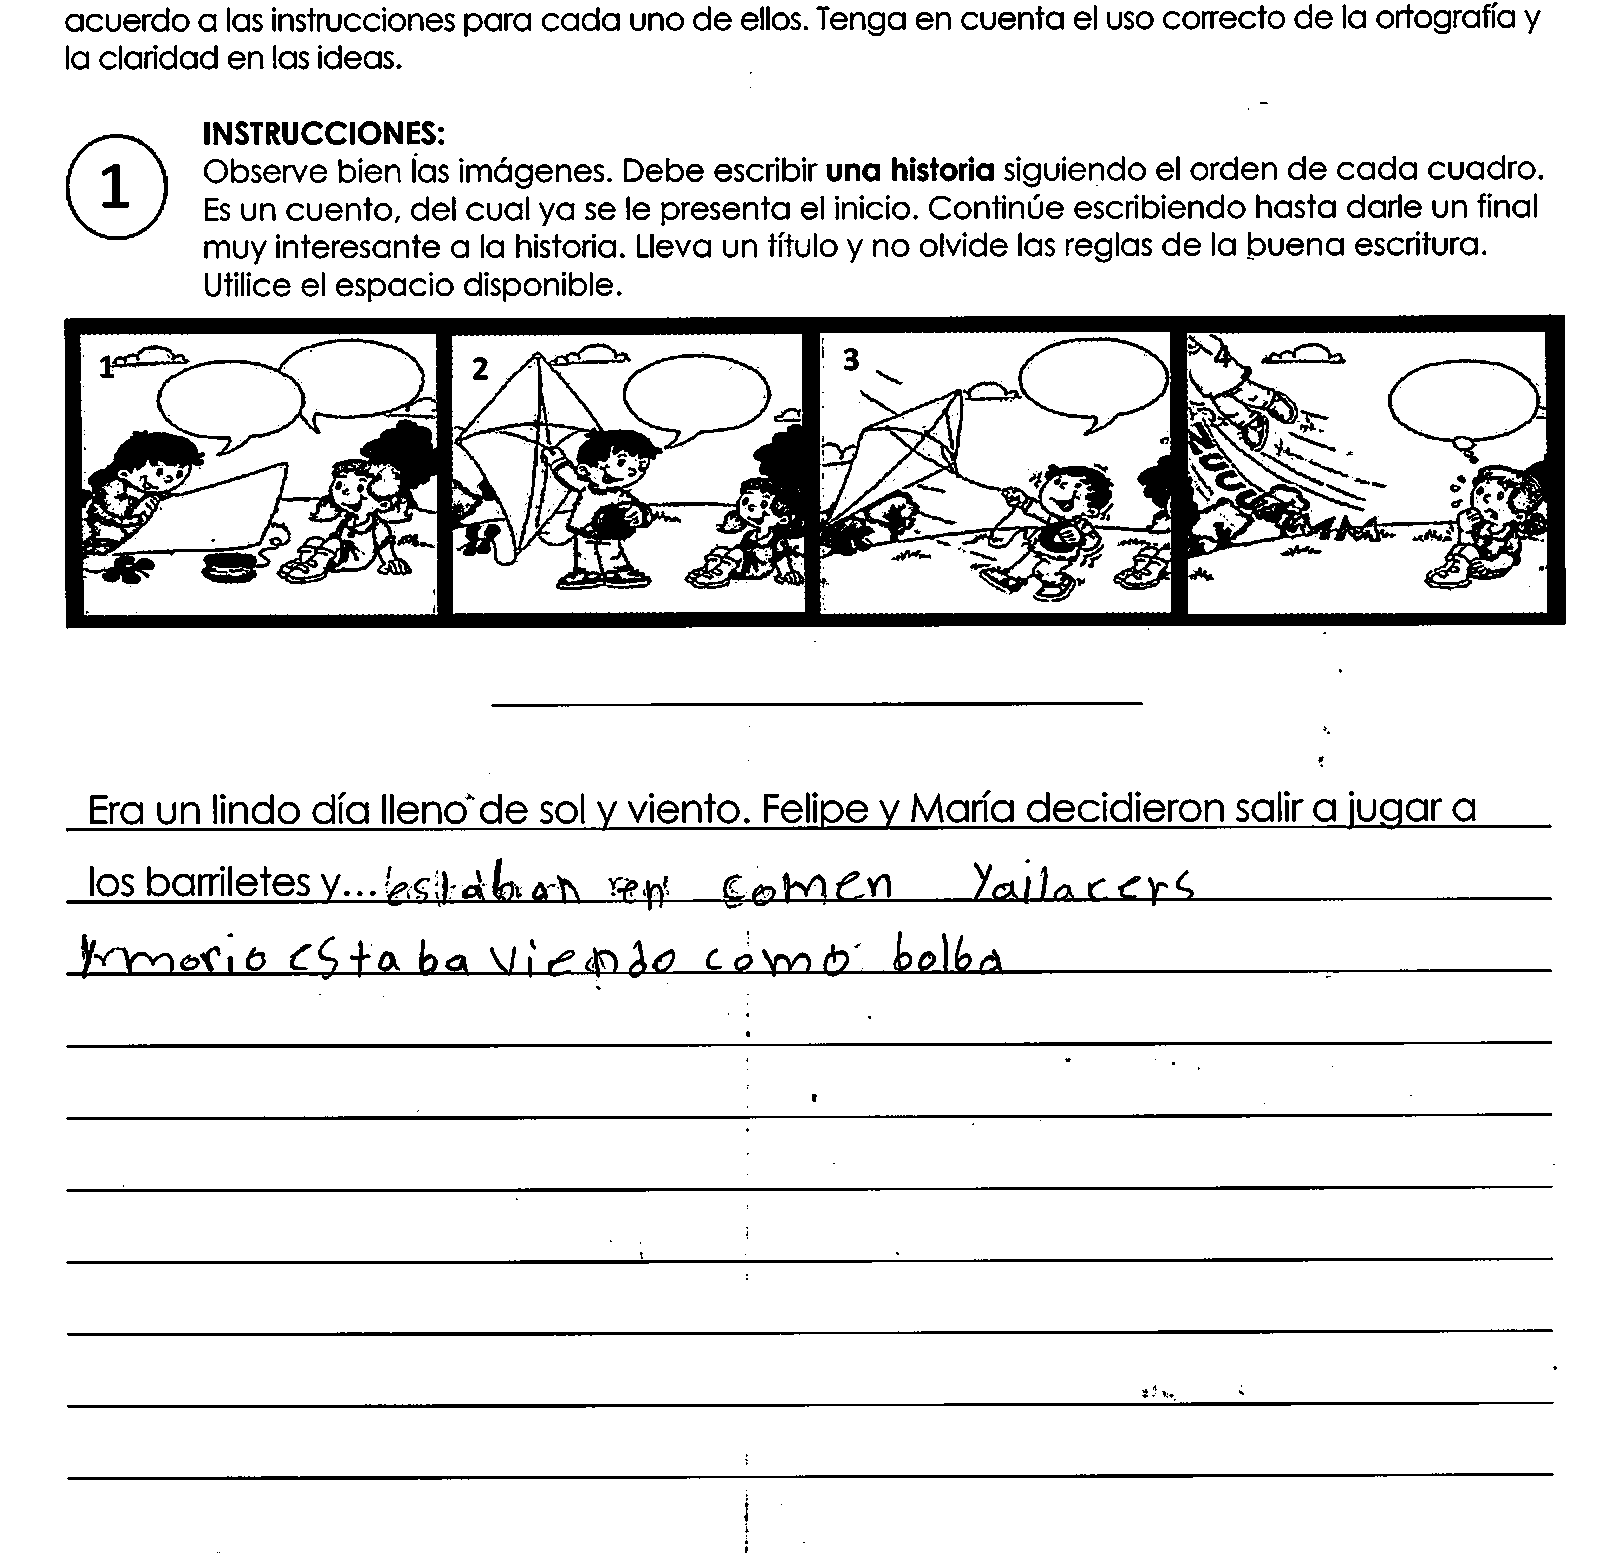 acuerdo a las instrucciones para cada uno de ellos. Tenga en cuenta el uso correcto de la ortografía y
la claridad en las ideas.
1
INSTRUCCIONES:
Observe bien las imágenes. Debe escribir una historia siguiendo el orden de cada cuadro.
Es un cuento, del cual ya se le presenta el inicio. Continúe escribiendo hasta darle un final
muy interesante a la historia. Lleva un título y no olvide las reglas de la buena escritura.
Utilice el espacio disponible.
1
2
3
4
ZUUUU
Era un lindo día lleno de sol y viento. Felipe y María decidieron salir a jugar a
los barriletes y... estaban en comen
estaba viendo como bolba